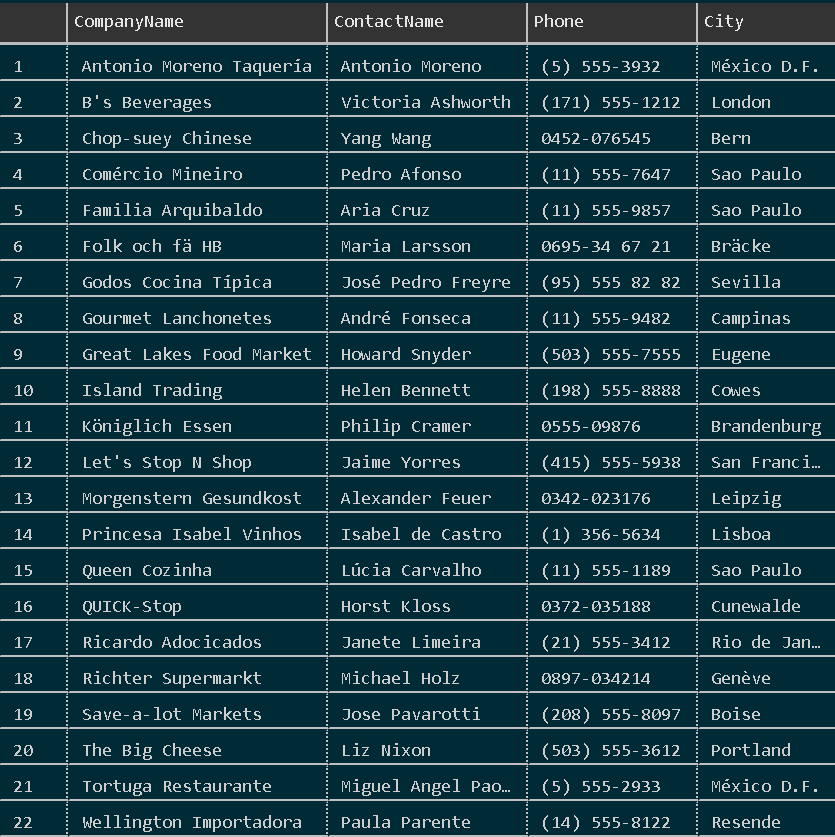 CompanyName ContactName Phone City
1 Antonio Moreno Taquería Antonio Moreno (5) 555-3932 México D.F.
2 B's Beverages Victoria Ashworth (171) 555-1212 London
3 Chop-suey Chinese Yang Wang 0452-076545 Bern
4 Comércio Mineiro Pedro Afonso (11) 555-7647 Sao Paulo
5 Familia Arquibaldo Aria Cruz (11) 555-9857 Sao Paulo
6 Folk och fä HB Maria Larsson 0695-34 67 21 Bräcke
7 Godos Cocina Típica José Pedro Freyre (95) 555 82 82 Sevilla
8 Gourmet Lanchonetes André Fonseca (11) 555-9482 Campinas
9 Great Lakes Food Market Howard Snyder (503) 555-7555 Eugene
10 Island Trading Helen Bennett (198) 555-8888 Cowes
11 Königlich Essen Philip Cramer 0555-09876 Brandenburg
12 Let's Stop N Shop Jaime Yorres (415) 555-5938 San Franci…
13 Morgenstern Gesundkost Alexander Feuer 0342-023176 Leipzig
14 Princesa Isabel Vinhos Isabel de Castro (1) 356-5634 Lisboa
15 Queen Cozinha Lúcia Carvalho (11) 555-1189 Sao Paulo
16 QUICK-Stop Horst Kloss 0372-035188 Cunewalde
17 Ricardo Adocicados Janete Limeira (21) 555-3412 Rio de Jan…
18 Richter Supermarkt Michael Holz 0897-034214 Genève
19 Save-a-lot Markets Jose Pavarotti (208) 555-8097 Boise
20 The Big Cheese Liz Nixon (503) 555-3612 Portland
21 Tortuga Restaurante Miguel Angel Pao… (5) 555-2933 México D.F.
22 Wellington Importadora Paula Parente (14) 555-8122 Resende